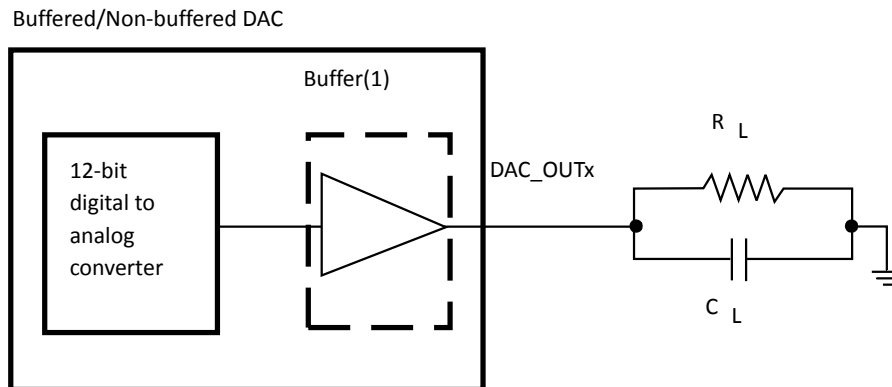 Buffered/Non-buffered DAC
Buffer(1)
12-bit
digital to
analog
converter
DAC_OUTx
R L
C L